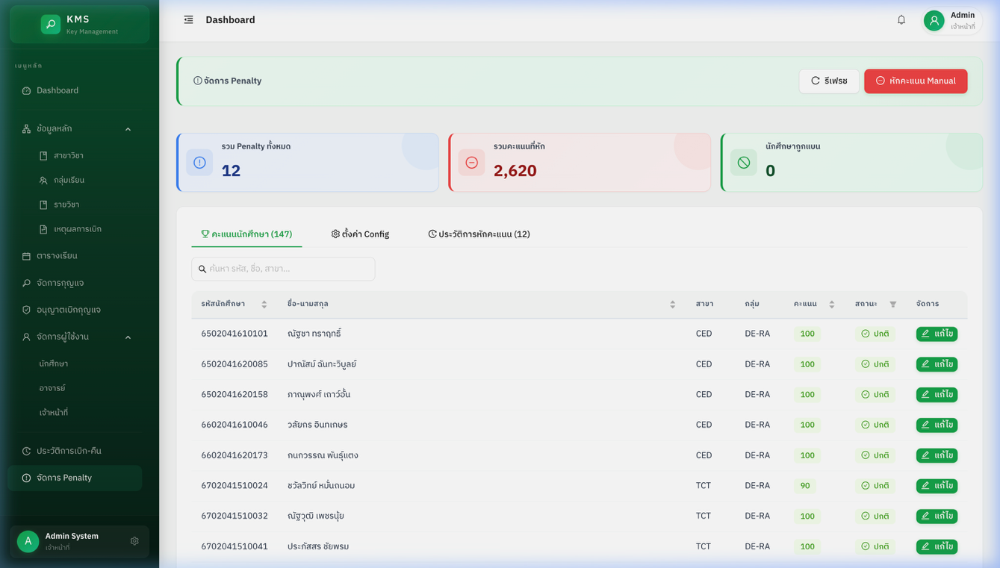 KMS
Key Management
เมนูหลัก
Dashboard
ข้อมูลหลัก
สาขาวิชา
กลุ่มเรียน
รายวิชา
เหตุผลการเบิก
ตารางเรียน
จัดการกุญแจ
อนุญาตเบิกกุญแจ
จัดการผู้ใช้งาน
นักศึกษา
อาจารย์
เจ้าหน้าที่
ประวัติการเบิก-คืน
จัดการ Penalty
A
Admin System
เจ้าหน้าที่
Dashboard
Admin
เจ้าหน้าที่
จัดการ Penalty
รีเฟรช
หักคะแนน Manual
รวม Penalty ทั้งหมด
12
รวมคะแนนที่หัก
2,620
นักศึกษาถูกแบน
0
คะแนนนักศึกษา (147) ตั้งค่า Config ประวัติการหักคะแนน (12)
ค้นหา รหัส, ชื่อ, สาขา...
รหัสนักศึกษา ชื่อ-นามสกุล สาขา กลุ่ม คะแนน สถานะ จัดการ
6502041610101 ณัฐชา ทราฤทธิ์ CED DE-RA 100 ปกติ แก้ไข
6502041620085 ปาณัสม์ ฉันทะวิบูลย์ CED DE-RA 100 ปกติ แก้ไข
6502041620158 ภาณุพงศ์ เถาว์อั้น CED DE-RA 100 ปกติ แก้ไข
6602041610046 วลัยกร อินทเกษร CED DE-RA 100 ปกติ แก้ไข
6602041620173 กนกวรรณ พันธุ์แตง CED DE-RA 100 ปกติ แก้ไข
6702041510024 ชวัลวิทย์ หมั่นถนอม TCT DE-RA 90 ปกติ แก้ไข
6702041510032 ณัฐวุฒิ เพชรนุ้ย TCT DE-RA 100 ปกติ แก้ไข
6702041510041 ประภัสสร ชัยพรม TCT DE-RA 100 ปกติ แก้ไข